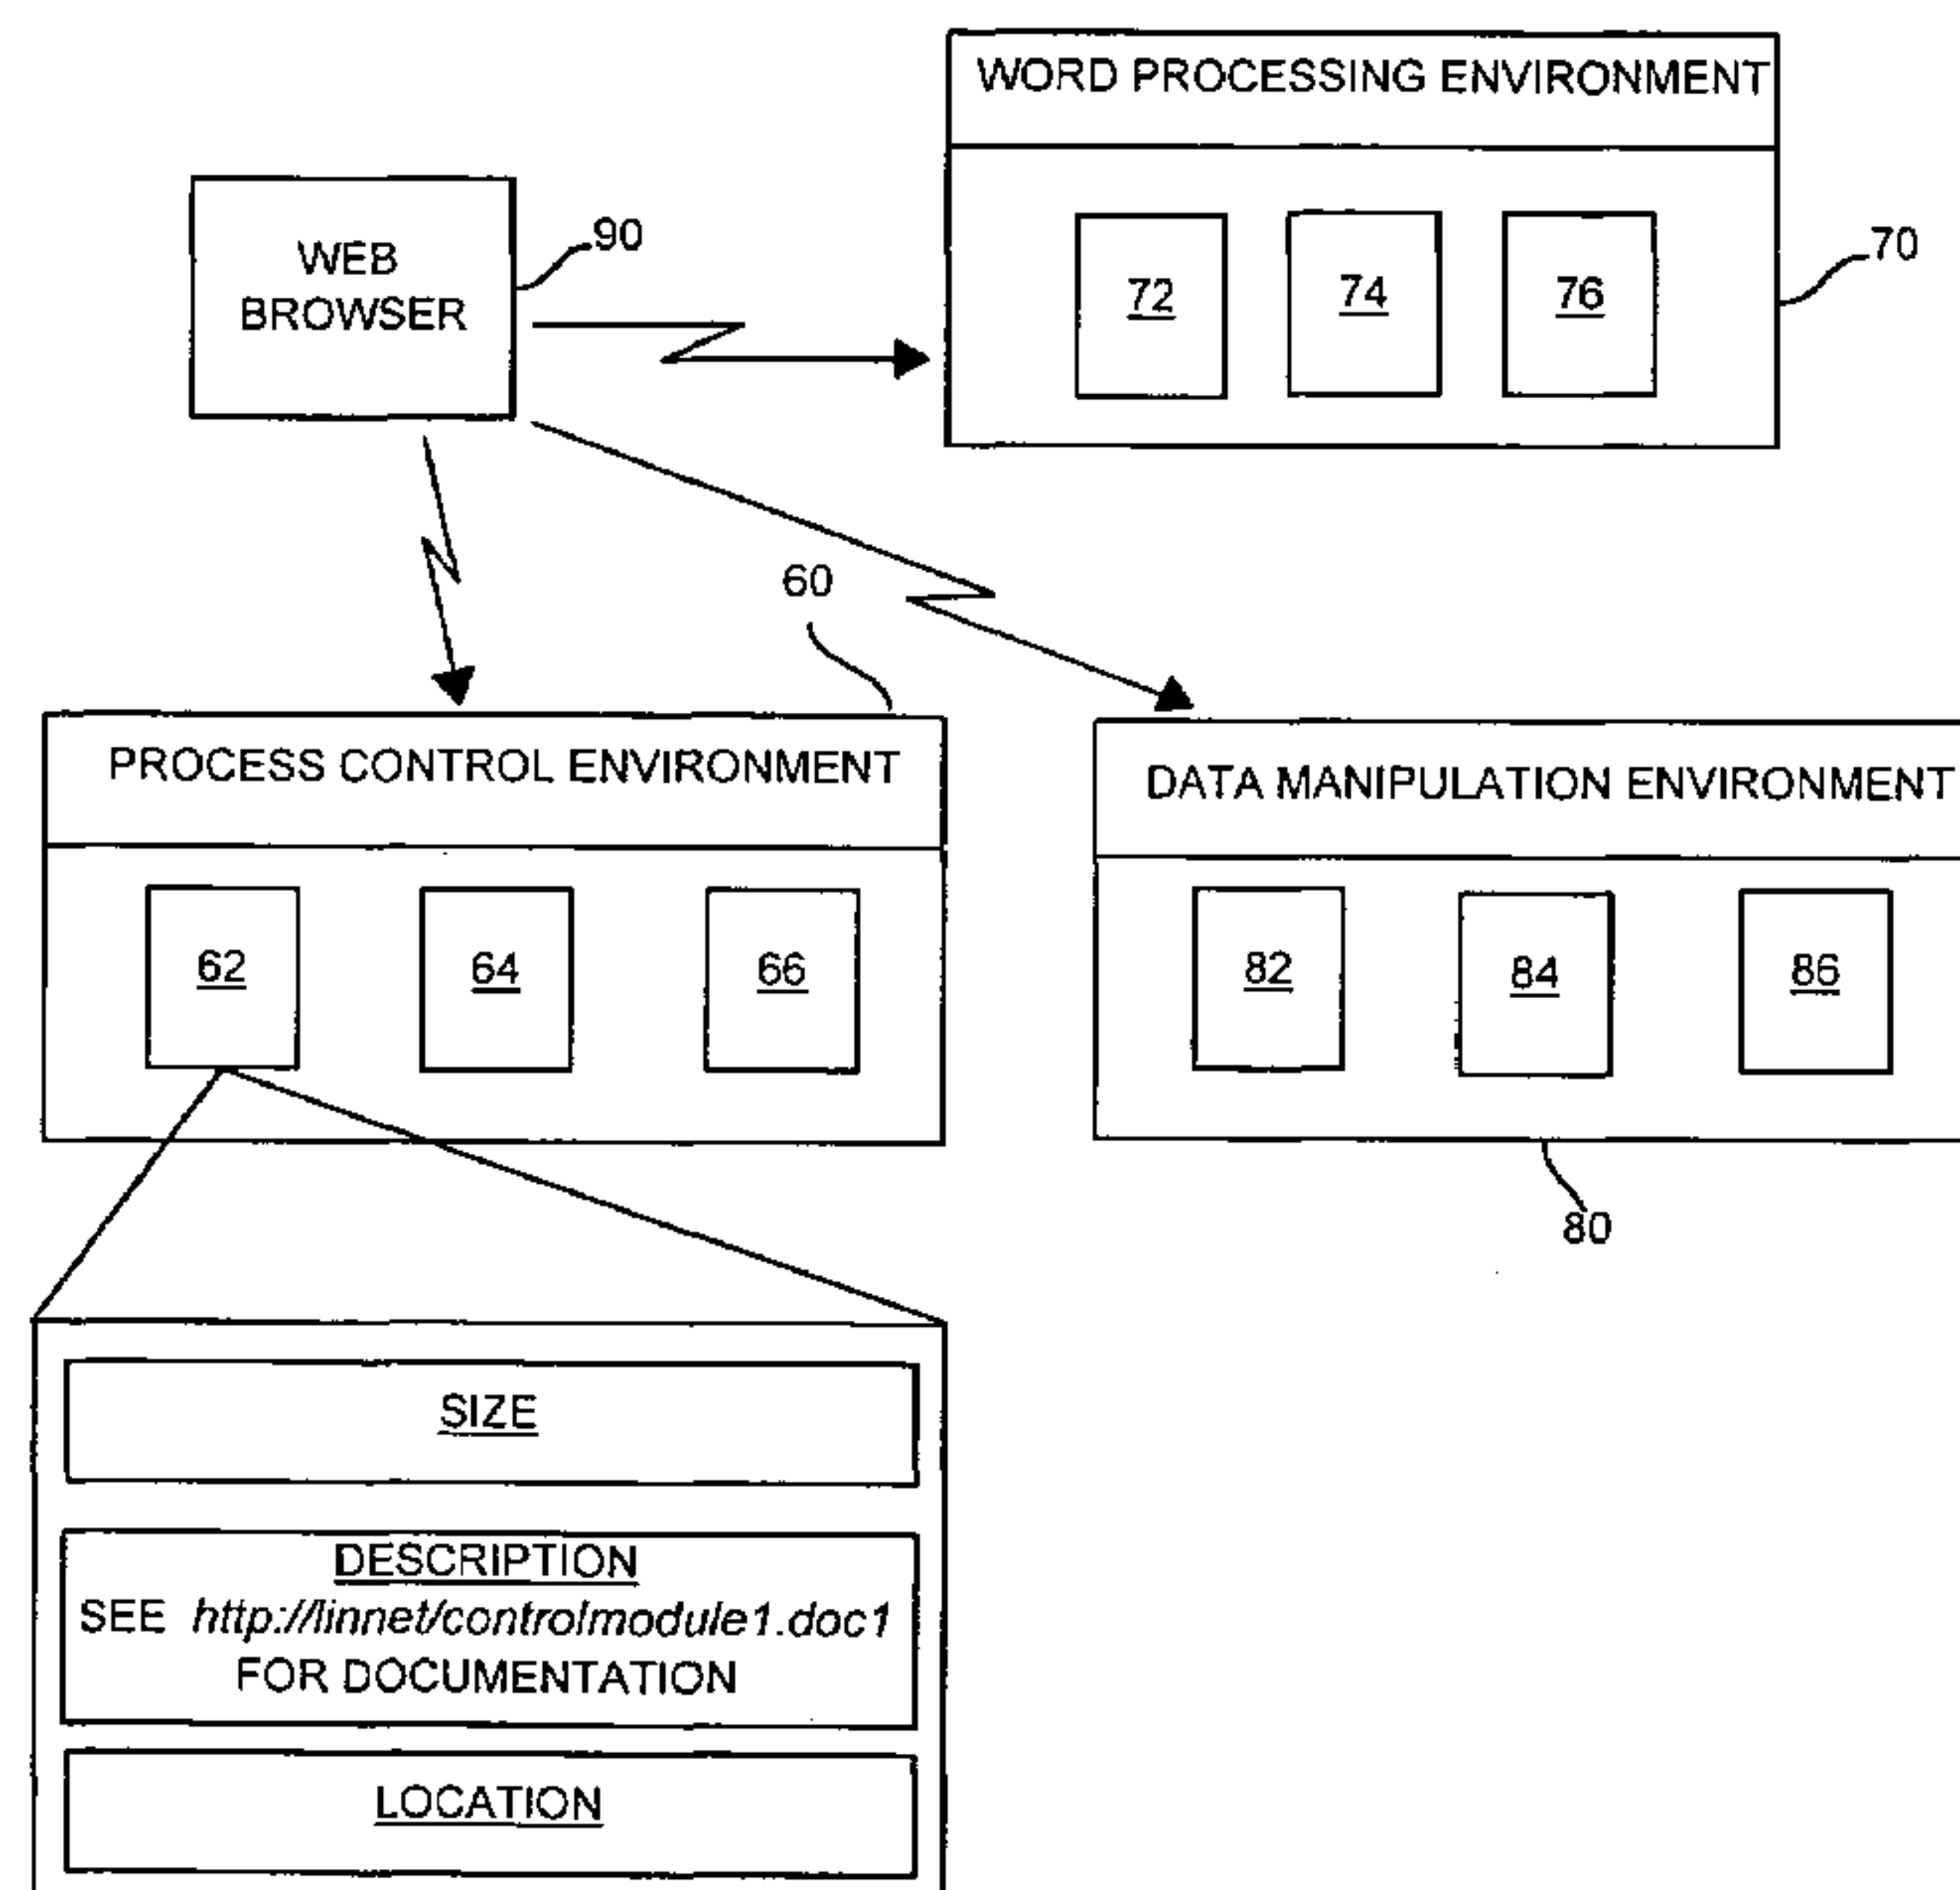 WORD PROCESSING ENVIRONMENT
WEB
BROWSER
90
72
74
76
70
60
PROCESS CONTROL ENVIRONMENT
62
64
66
DATA MANIPULATION ENVIRONMENT
82
84
86
80
SIZE
DESCRIPTION
SEE http://linnet/controlmodule1.doc1
FOR DOCUMENTATION
LOCATION